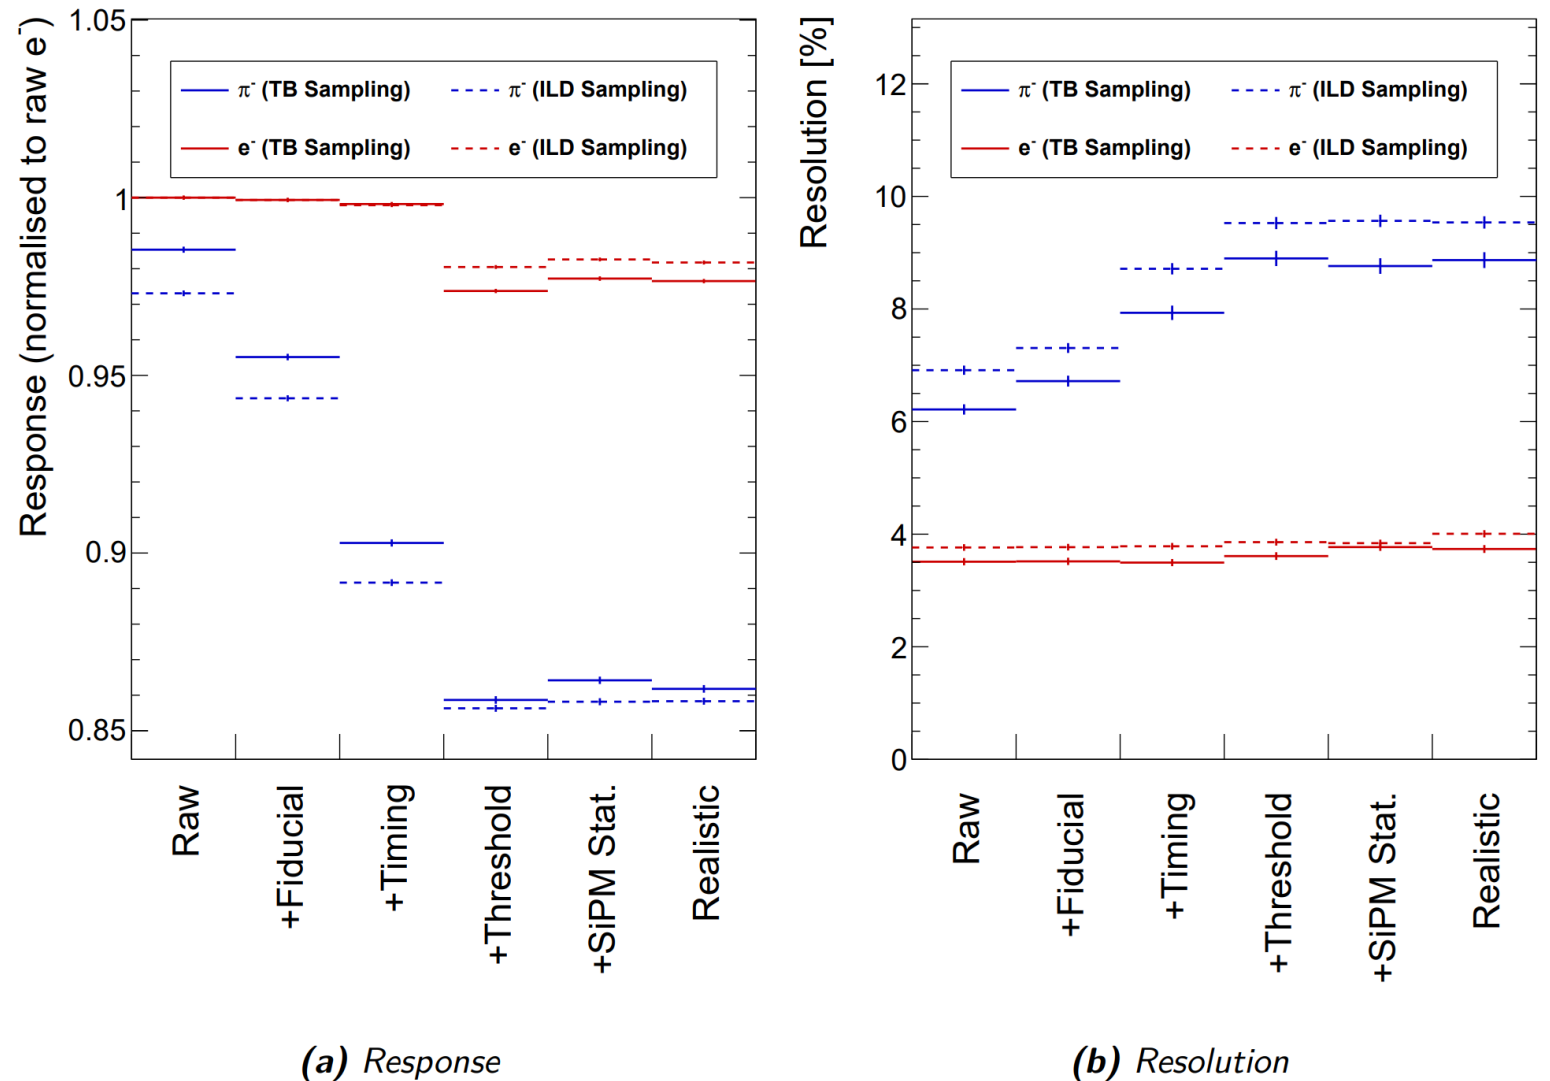 Response (normalised to raw e⁻)
1.05
1
0.95
0.9
0.85
π⁻ (TB Sampling)
π⁻ (ILD Sampling)
e⁻ (TB Sampling)
e⁻ (ILD Sampling)
Raw
+Fiducial
+Timing
+Threshold
+SiPM Stat.
Realistic
(a) Response
Resolution [%]
12
10
8
6
4
2
0
π⁻ (TB Sampling)
π⁻ (ILD Sampling)
e⁻ (TB Sampling)
e⁻ (ILD Sampling)
Raw
+Fiducial
+Timing
+Threshold
+SiPM Stat.
Realistic
(b) Resolution